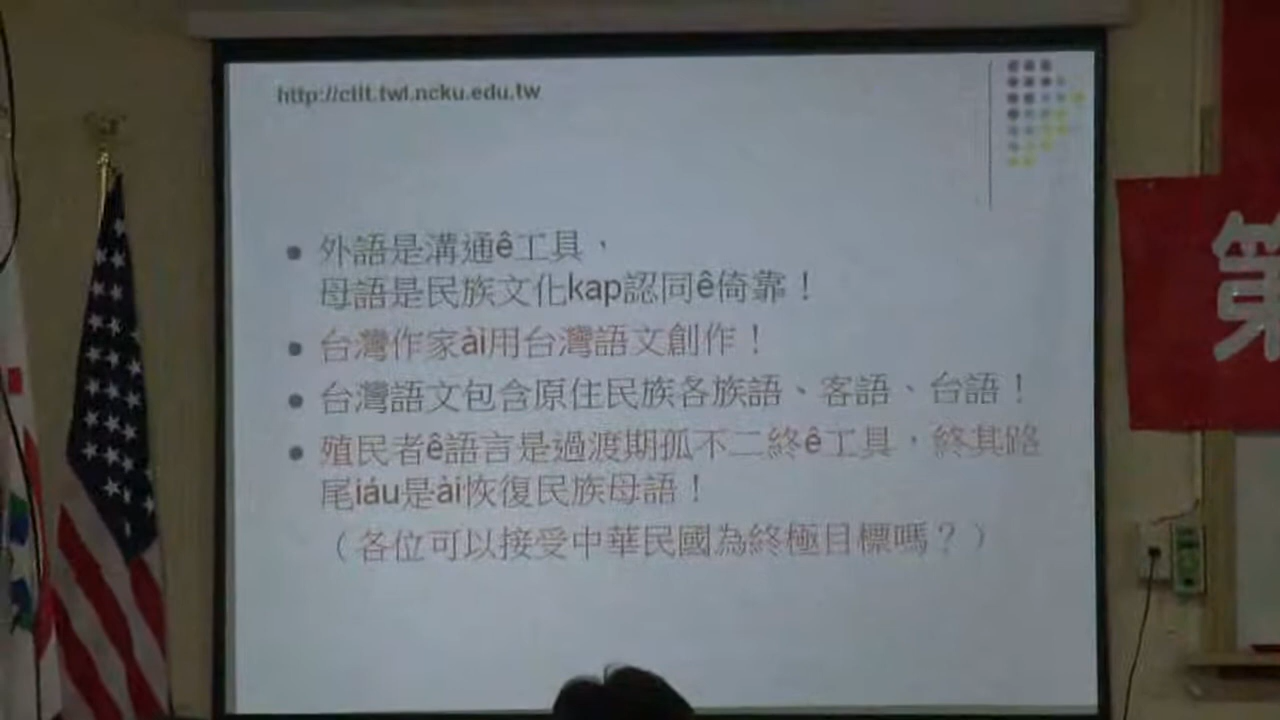 http://ctlt.twl.ncku.edu.tw
外語是溝通ê工具，
母語是民族文化kap認同ê倚靠！
台灣作家ài用台灣語文創作！
台灣語文包含原住民族各族語、客語、台語！
殖民者ê語言是過渡期孤不二終ê工具，終其路
尾iáu是ài恢復民族母語！
（各位可以接受中華民國為終極目標嗎？）
第